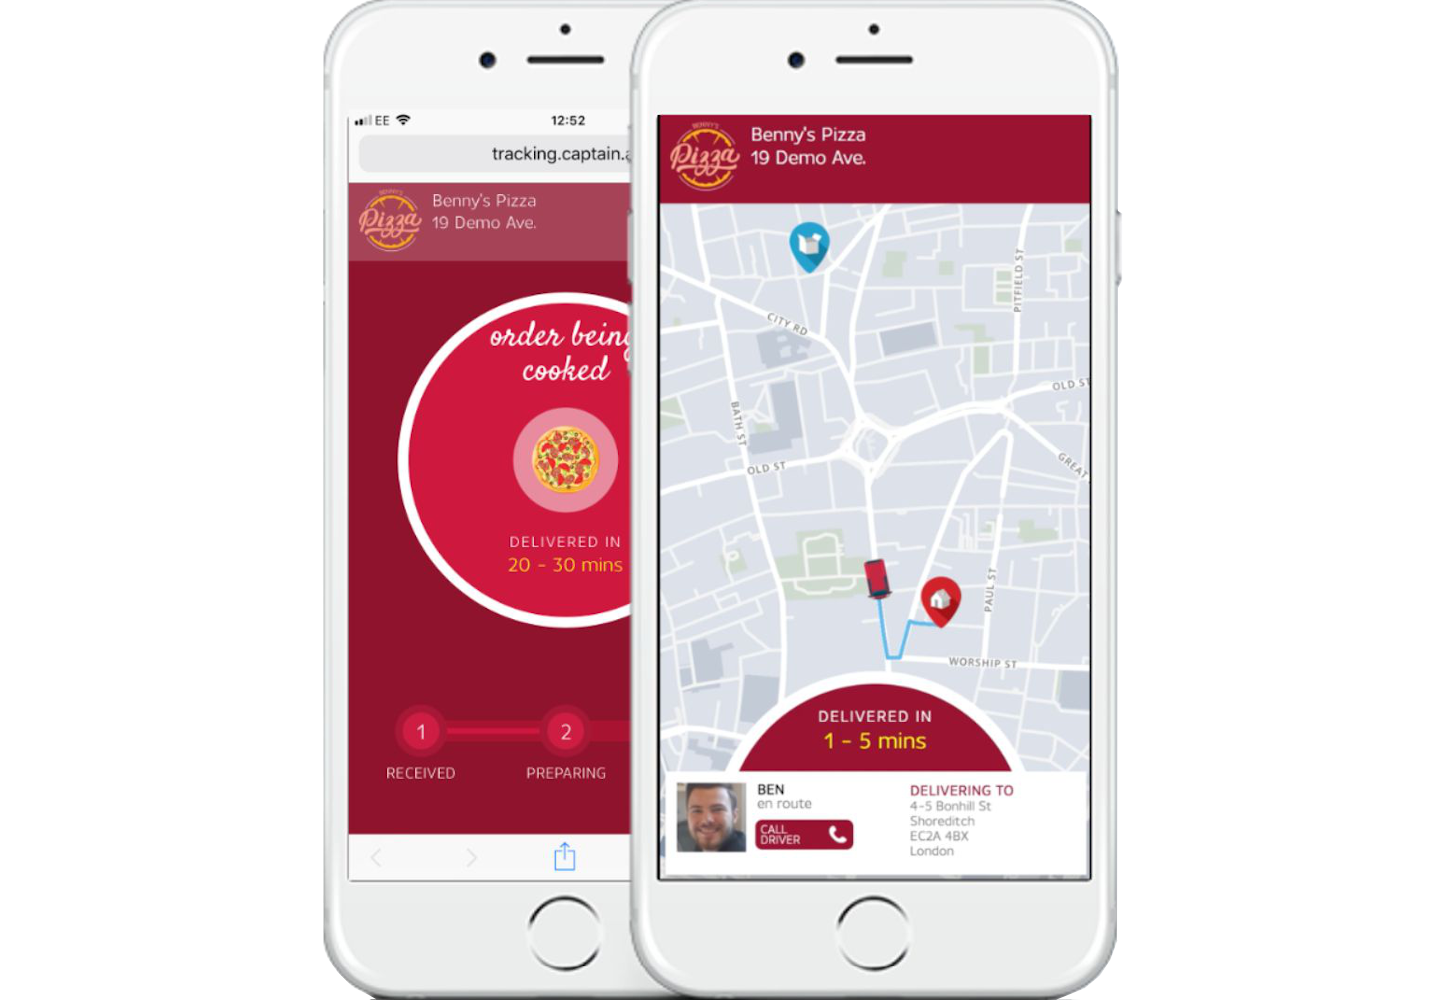 EE
12:52
tracking.captain.
BENNY'S
Pizza
Benny's Pizza
19 Demo Ave.
order being
cooked
DELIVERED IN
20 - 30 mins
1
2
RECEIVED
PREPARING
BENNY'S
Pizza
Benny's Pizza
19 Demo Ave.
CITY RD
PITFIELD ST
OLD ST
BATH ST
OLD ST
GREAT
PAUL ST
WORSHIP ST
DELIVERED IN
1 - 5 mins
BEN
en route
CALL
DRIVER
DELIVERING TO
4-5 Bonhill St
Shoreditch
EC2A 4BX
London